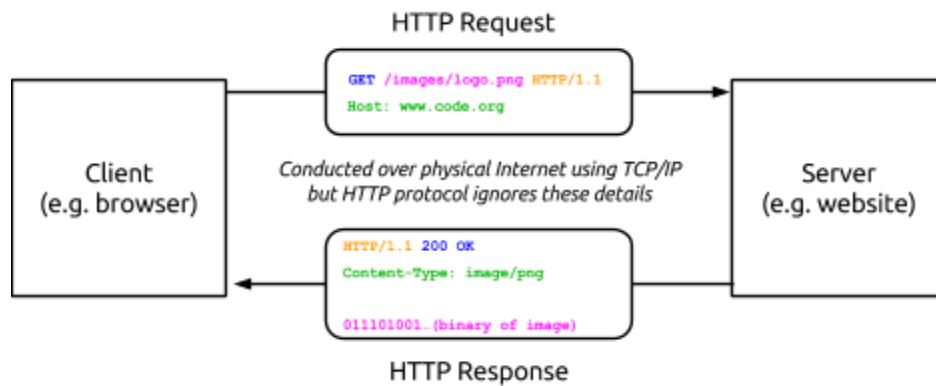 HTTP Request
GET /images/logo.png HTTP/1.1
Host: www.code.org
Client
(e.g. browser)
Conducted over physical Internet using TCP/IP
but HTTP protocol ignores these details
Server
(e.g. website)
HTTP/1.1 200 OK
Content-Type: image/png
011101001…(binary of image)
HTTP Response